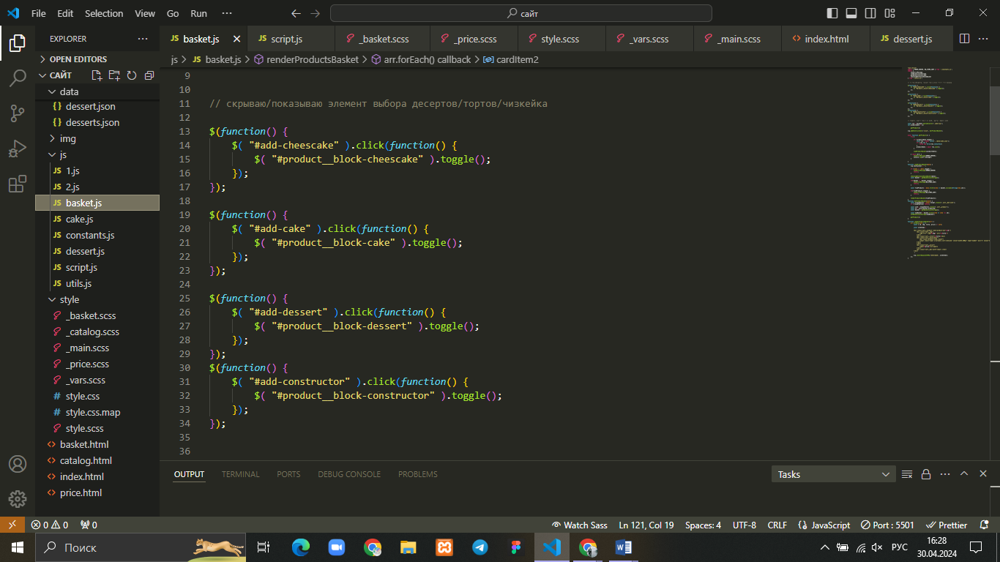 File Edit Selection View Go Run ··· сайт
EXPLORER ···
basket.js script.js _basket.scss _price.scss style.scss _vars.scss _main.scss index.html dessert.js ···
OPEN EDITORS
САЙТ
data
dessert.json
desserts.json
img
js
1.js
2.js
basket.js
cake.js
constants.js
dessert.js
script.js
utils.js
style
_basket.scss
_catalog.scss
_main.scss
_price.scss
_vars.scss
style.css
style.css.map
style.scss
basket.html
catalog.html
index.html
price.html
js > basket.js > renderProductsBasket > arr.forEach() callback > cardItem2
9
10
11 // скрываю/показываю элемент выбора десертов/тортов/чизкейка
12
13 $(function() {
14 $( "#add-cheescake" ).click(function() {
15 $( "#product__block-cheescake" ).toggle();
16 });
17 });
18
19 $(function() {
20 $( "#add-cake" ).click(function() {
21 $( "#product__block-cake" ).toggle();
22 });
23 });
24
25 $(function() {
26 $( "#add-dessert" ).click(function() {
27 $( "#product__block-dessert" ).toggle();
28 });
29 });
30 $(function() {
31 $( "#add-constructor" ).click(function() {
32 $( "#product__block-constructor" ).toggle();
33 });
34 });
35
36
OUTPUT TERMINAL PORTS DEBUG CONSOLE PROBLEMS Tasks ···
0 0 0 Watch Sass Ln 121, Col 19 Spaces: 4 UTF-8 CRLF JavaScript Port : 5501 Prettier
Поиск РУС 16:28
30.04.2024